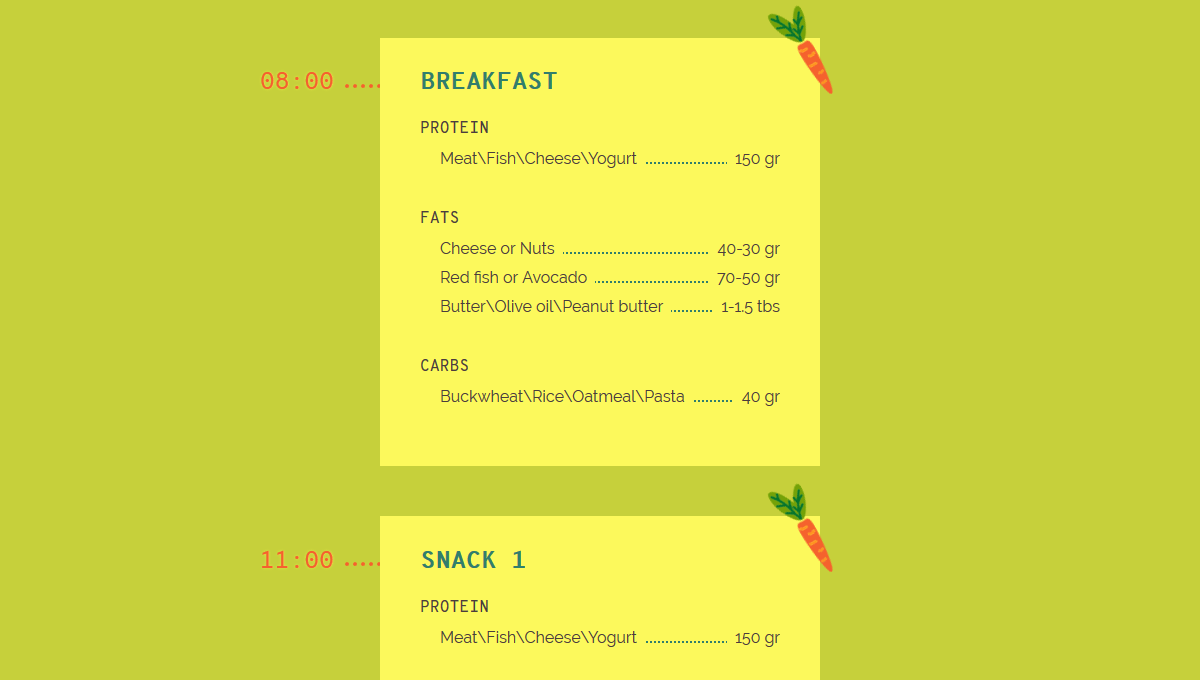 08:00 ..... BREAKFAST
PROTEIN
Meat\Fish\Cheese\Yogurt ..................... 150 gr
FATS
Cheese or Nuts ..................................... 40-30 gr
Red fish or Avocado ............................. 70-50 gr
Butter\Olive oil\Peanut butter ........... 1-1.5 tbs
CARBS
Buckwheat\Rice\Oatmeal\Pasta .......... 40 gr
11:00 ..... SNACK 1
PROTEIN
Meat\Fish\Cheese\Yogurt ..................... 150 gr